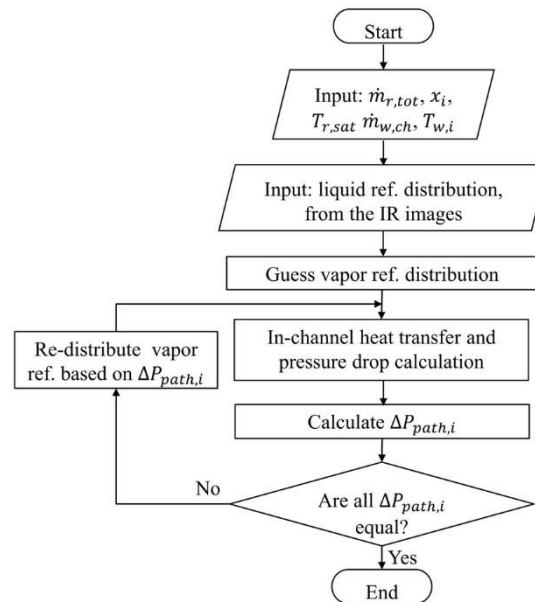 Start
Input: ṁ_{r,tot}, x_i,
T_{r,sat} ṁ_{w,ch}, T_{w,i}
Input: liquid ref. distribution,
from the IR images
Guess vapor ref. distribution
In-channel heat transfer and
pressure drop calculation
Re-distribute vapor
ref. based on ΔP_{path,i}
Calculate ΔP_{path,i}
No
Are all ΔP_{path,i}
equal?
Yes
End